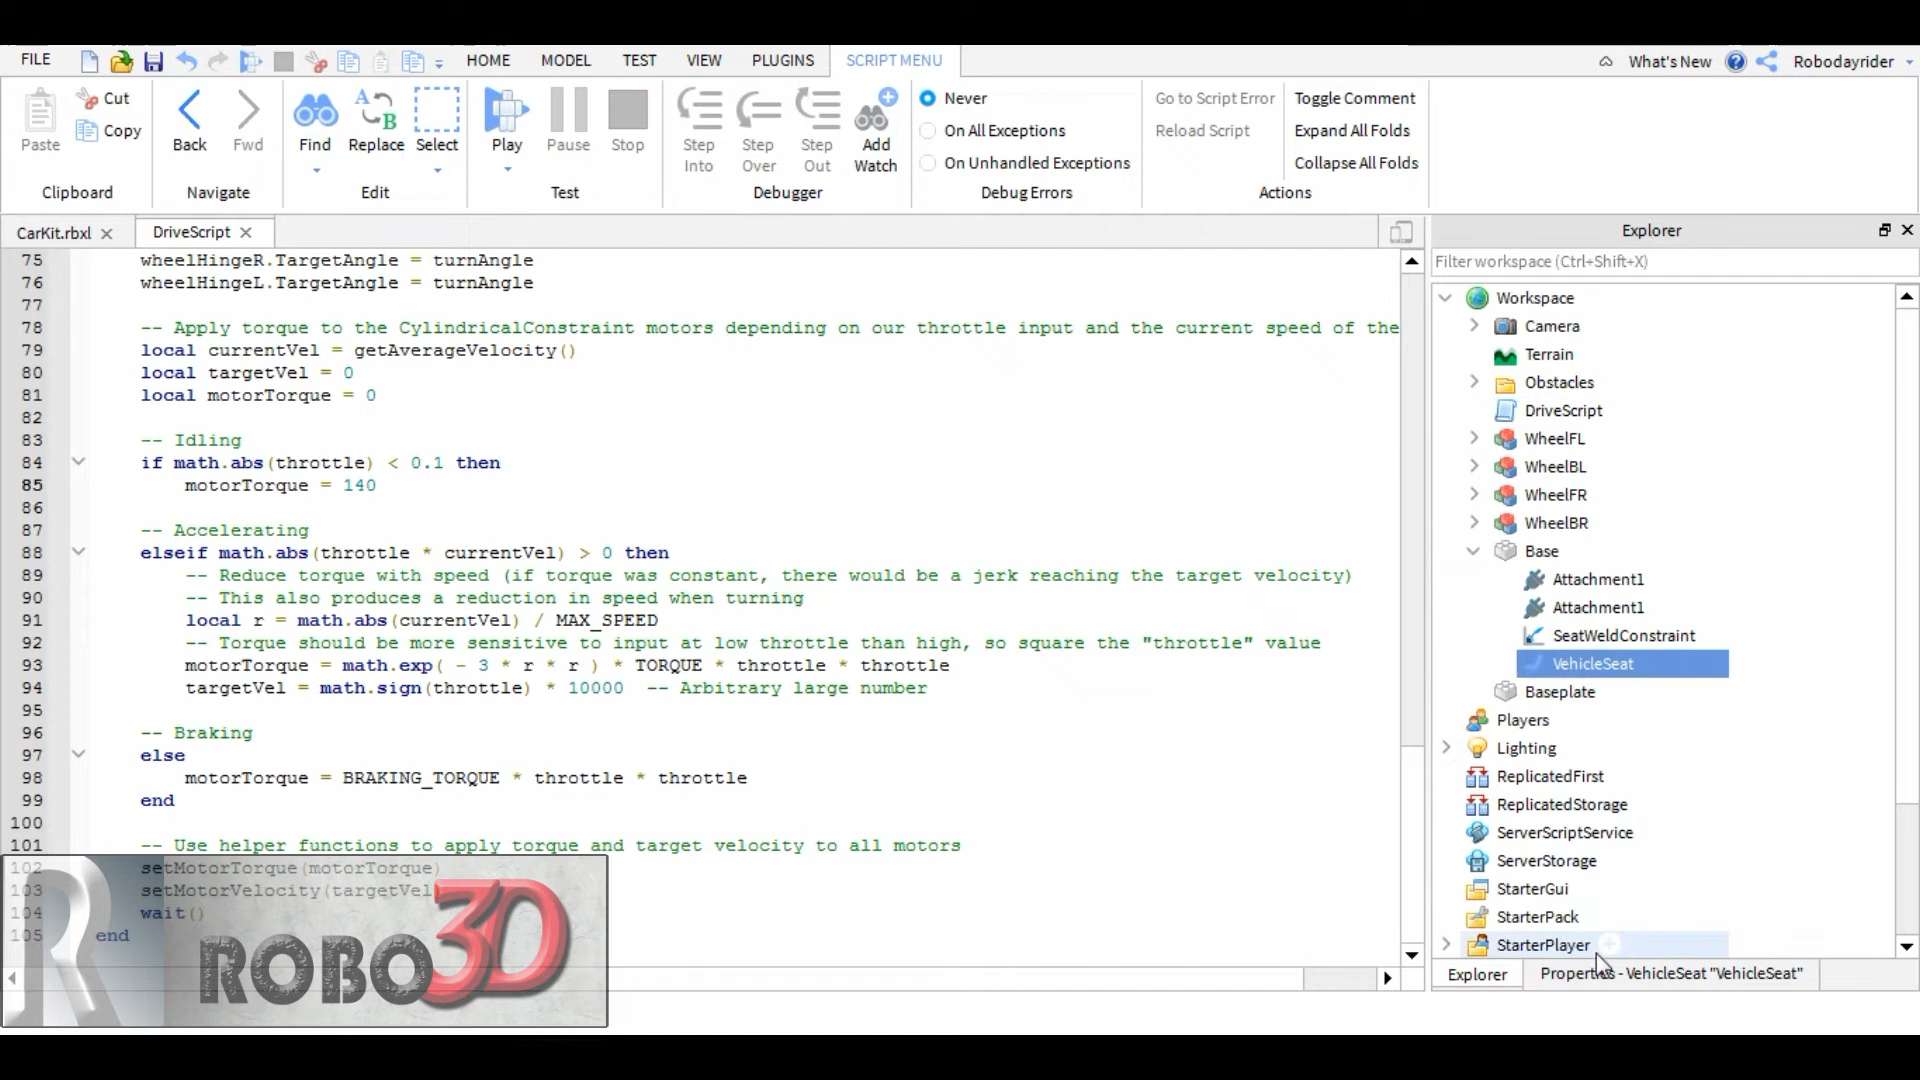 FILE
HOME
MODEL
TEST
VIEW
PLUGINS
SCRIPT MENU
What's New
Robodayrider
Paste
Cut
Copy
Clipboard
Back
Fwd
Navigate
Find
Replace
Select
Edit
Play
Pause
Stop
Test
Step Into
Step Over
Step Out
Add Watch
Debugger
Never
On All Exceptions
On Unhandled Exceptions
Debug Errors
Go to Script Error
Reload Script
Toggle Comment
Expand All Folds
Collapse All Folds
Actions
CarKit.rbxl
DriveScript
75 wheelHingeR.TargetAngle = turnAngle
76 wheelHingeL.TargetAngle = turnAngle
77
78 -- Apply torque to the CylindricalConstraint motors depending on our throttle input and the current speed of the
79 local currentVel = getAverageVelocity()
80 local targetVel = 0
81 local motorTorque = 0
82
83 -- Idling
84 if math.abs(throttle) < 0.1 then
85 motorTorque = 140
86
87 -- Accelerating
88 elseif math.abs(throttle * currentVel) > 0 then
89 -- Reduce torque with speed (if torque was constant, there would be a jerk reaching the target velocity)
90 -- This also produces a reduction in speed when turning
91 local r = math.abs(currentVel) / MAX_SPEED
92 -- Torque should be more sensitive to input at low throttle than high, so square the "throttle" value
93 motorTorque = math.exp( - 3 * r * r ) * TORQUE * throttle * throttle
94 targetVel = math.sign(throttle) * 10000 -- Arbitrary large number
95
96 -- Braking
97 else
98 motorTorque = BRAKING_TORQUE * throttle * throttle
99 end
100
101 -- Use helper functions to apply torque and target velocity to all motors
102 setMotorTorque(motorTorque)
103 setMotorVelocity(targetVel
104 wait()
105 end
R
ROBO
3D
Explorer
Filter workspace (Ctrl+Shift+X)
Workspace
Camera
Terrain
Obstacles
DriveScript
WheelFL
WheelBL
WheelFR
WheelBR
Base
Attachment1
Attachment1
SeatWeldConstraint
VehicleSeat
Baseplate
Players
Lighting
ReplicatedFirst
ReplicatedStorage
ServerScriptService
ServerStorage
StarterGui
StarterPack
StarterPlayer
Explorer
Properties - VehicleSeat "VehicleSeat"